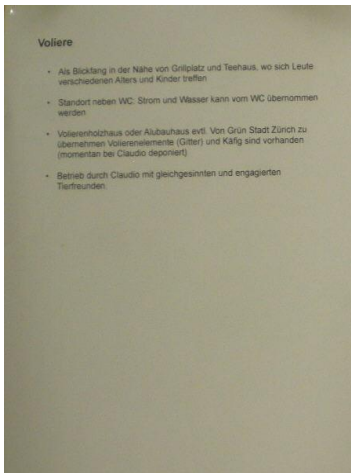 Voliere
• Als Blickfang in der Nähe von Grillplatz und Teehaus, wo sich Leute
verschiedenen Alters und Kinder treffen
• Standort neben WC: Strom und Wasser kann vom WC übernommen
werden
• Volierenholzhaus oder Alubauhaus evtl. Von Grün Stadt Zürich zu
übernehmen Volierenelemente (Gitter) und Käfig sind vorhanden
(momentan bei Claudio deponiert)
• Betrieb durch Claudio mit gleichgesinnten und engagierten
Tierfreunden